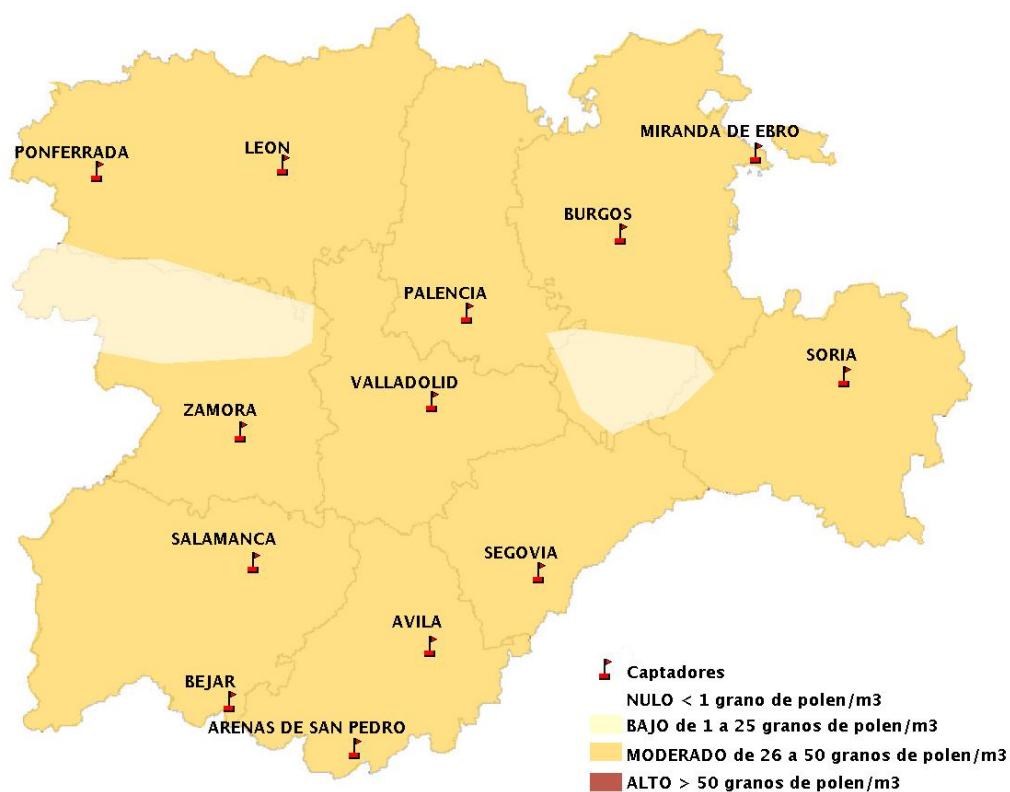 MIRANDA DE EBRO
PONFERRADA
LEON
BURGOS
PALENCIA
SORIA
VALLADOLID
ZAMORA
SALAMANCA
SEGOVIA
AVILA
BEJAR
ARENAS DE SAN PEDRO
Captadores
NULO < 1 grano de polen/m3
BAJO de 1 a 25 granos de polen/m3
MODERADO de 26 a 50 granos de polen/m3
ALTO > 50 granos de polen/m3